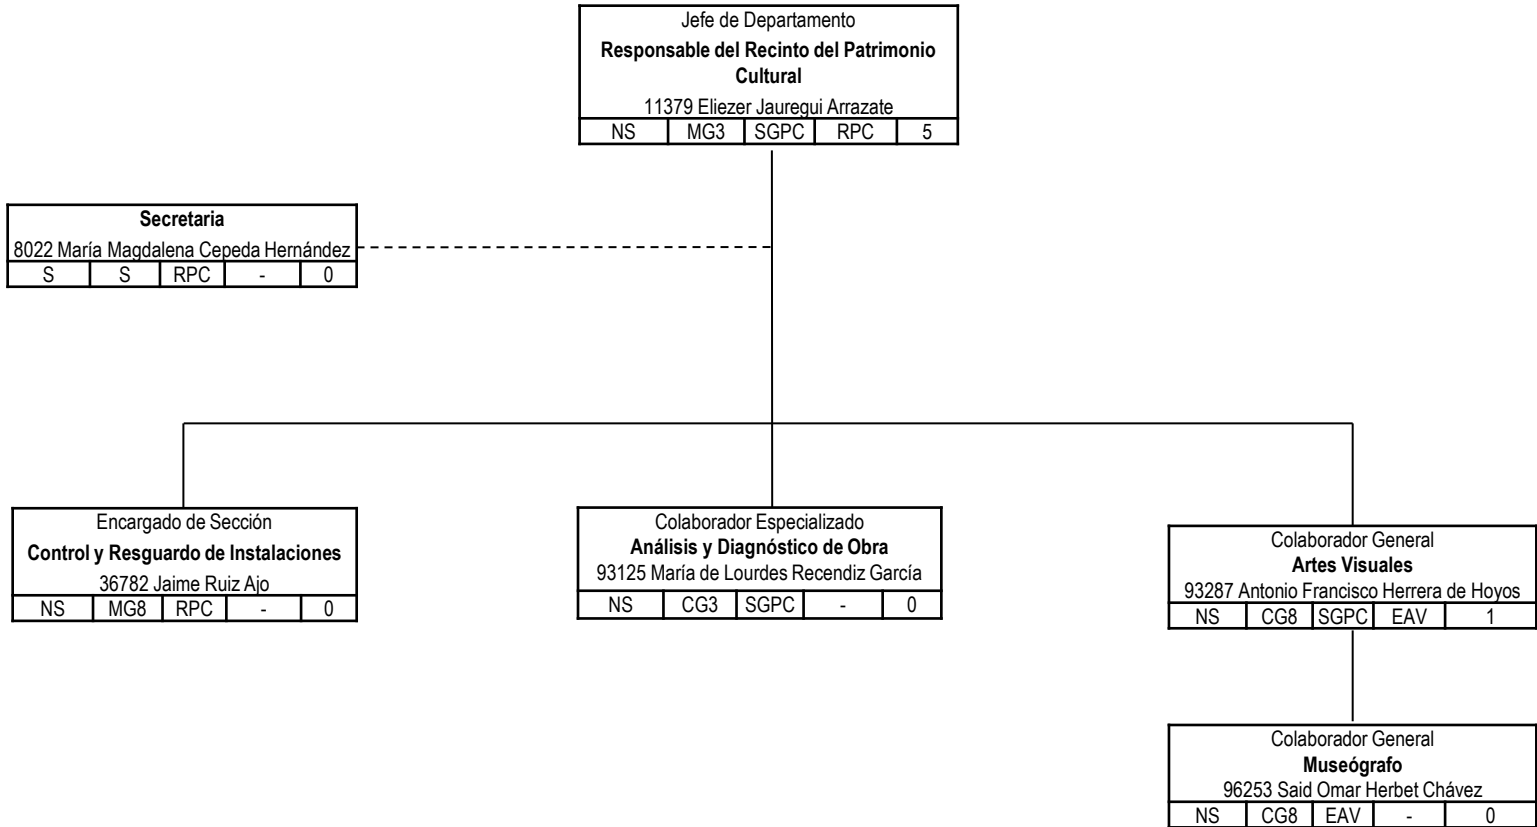 Jefe de Departamento
Responsable del Recinto del Patrimonio
Cultural
11379 Eliezer Jauregui Arrazate
NS MG3 SGPC RPC 5
Secretaria
8022 María Magdalena Cepeda Hernández
S S RPC - 0
Encargado de Sección
Control y Resguardo de Instalaciones
36782 Jaime Ruiz Ajo
NS MG8 RPC - 0
Colaborador Especializado
Análisis y Diagnóstico de Obra
93125 María de Lourdes Recendiz García
NS CG3 SGPC - 0
Colaborador General
Artes Visuales
93287 Antonio Francisco Herrera de Hoyos
NS CG8 SGPC EAV 1
Colaborador General
Museógrafo
96253 Said Omar Herbet Chávez
NS CG8 EAV - 0